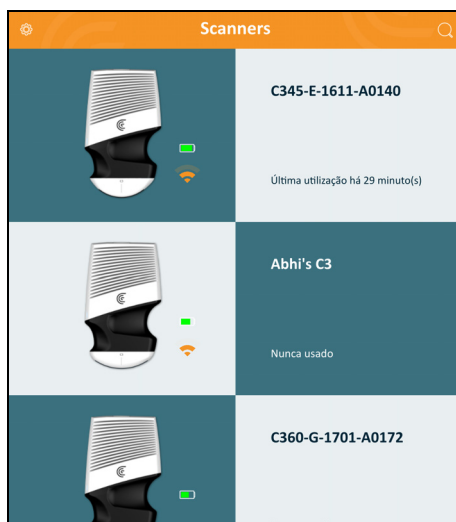 Scanners
C345-E-1611-A0140
Última utilização há 29 minuto(s)
Abhi's C3
Nunca usado
C360-G-1701-A0172